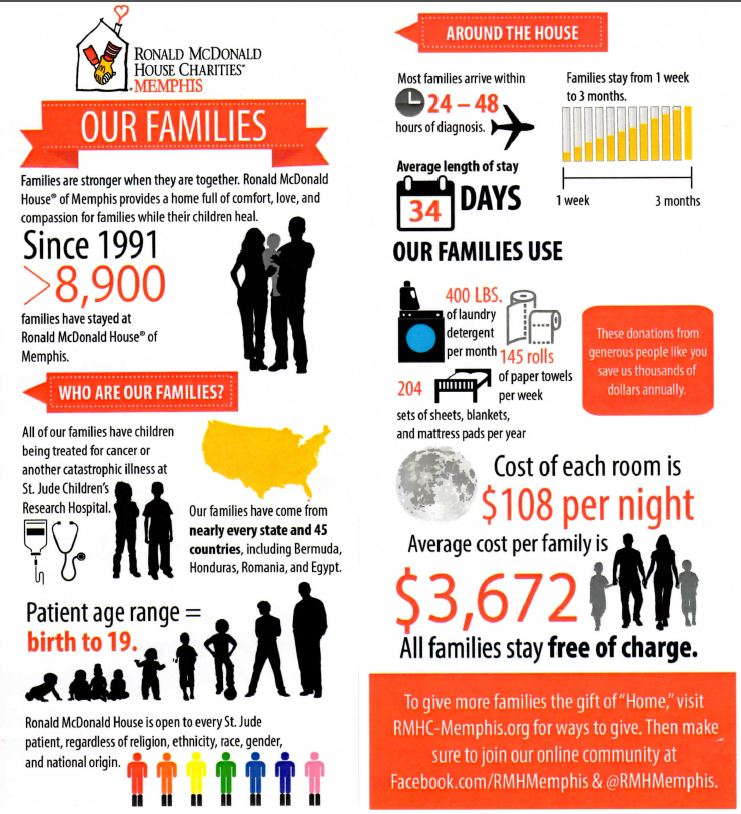 RONALD MCDONALD
HOUSE CHARITIES®
MEMPHIS
OUR FAMILIES
Families are stronger when they are together. Ronald McDonald
House® of Memphis provides a home full of comfort, love, and
compassion for families while their children heal.
Since 1991
>8,900
families have stayed at
Ronald McDonald House® of
Memphis.
WHO ARE OUR FAMILIES?
All of our families have children
being treated for cancer or
another catastrophic illness at
St. Jude Children's
Research Hospital.
Our families have come from
nearly every state and 45
countries, including Bermuda,
Honduras, Romania, and Egypt.
Patient age range =
birth to 19.
Ronald McDonald House is open to every St. Jude
patient, regardless of religion, ethnicity, race, gender,
and national origin.
AROUND THE HOUSE
Most families arrive within
24 – 48
hours of diagnosis.
Families stay from 1 week
to 3 months.
1 week
3 months
Average length of stay
34 DAYS
OUR FAMILIES USE
400 LBS.
of laundry
detergent
per month
145 rolls
of paper towels
per week
204
sets of sheets, blankets,
and mattress pads per year
These donations from
generous people like you
save us thousands of
dollars annually.
Cost of each room is
$108 per night
Average cost per family is
$3,672
All families stay free of charge.
To give more families the gift of "Home," visit
RMHC-Memphis.org for ways to give. Then make
sure to join our online community at
Facebook.com/RMHMemphis & @RMHMemphis.